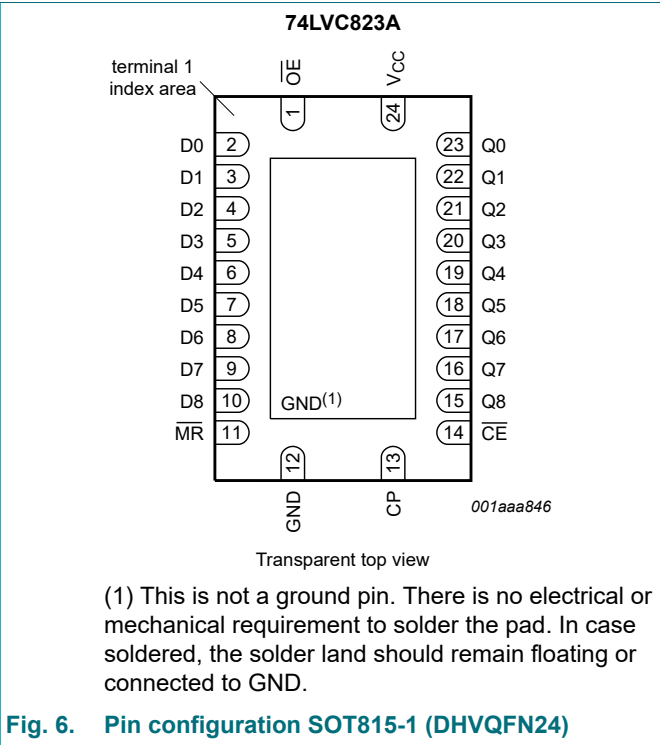 74LVC823A
terminal 1
index area
OE
VCC
1
24
D0 2 23 Q0
D1 3 22 Q1
D2 4 21 Q2
D3 5 20 Q3
D4 6 19 Q4
D5 7 18 Q5
D6 8 17 Q6
D7 9 16 Q7
D8 10 GND(1) 15 Q8
MR 11 14 CE
12
13
GND
CP
001aaa846
Transparent top view
(1) This is not a ground pin. There is no electrical or
mechanical requirement to solder the pad. In case
soldered, the solder land should remain floating or
connected to GND.
Fig. 6. Pin configuration SOT815-1 (DHVQFN24)